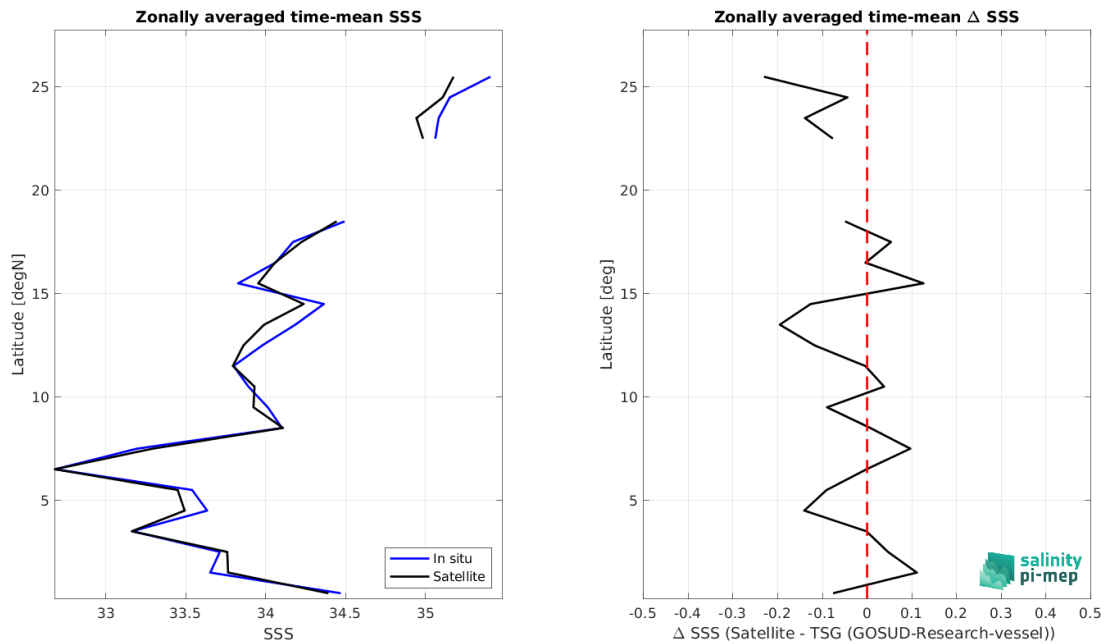 Zonally averaged time-mean SSS
25
20
15
10
5
Latitude [degN]
33
33.5
34
34.5
35
SSS
In situ
Satellite
Zonally averaged time-mean Δ SSS
25
20
15
10
5
Latitude [deg]
-0.5
-0.4
-0.3
-0.2
-0.1
0
0.1
0.2
0.3
0.4
0.5
Δ SSS (Satellite - TSG (GOSUD-Research-vessel))
salinity
pi-mep